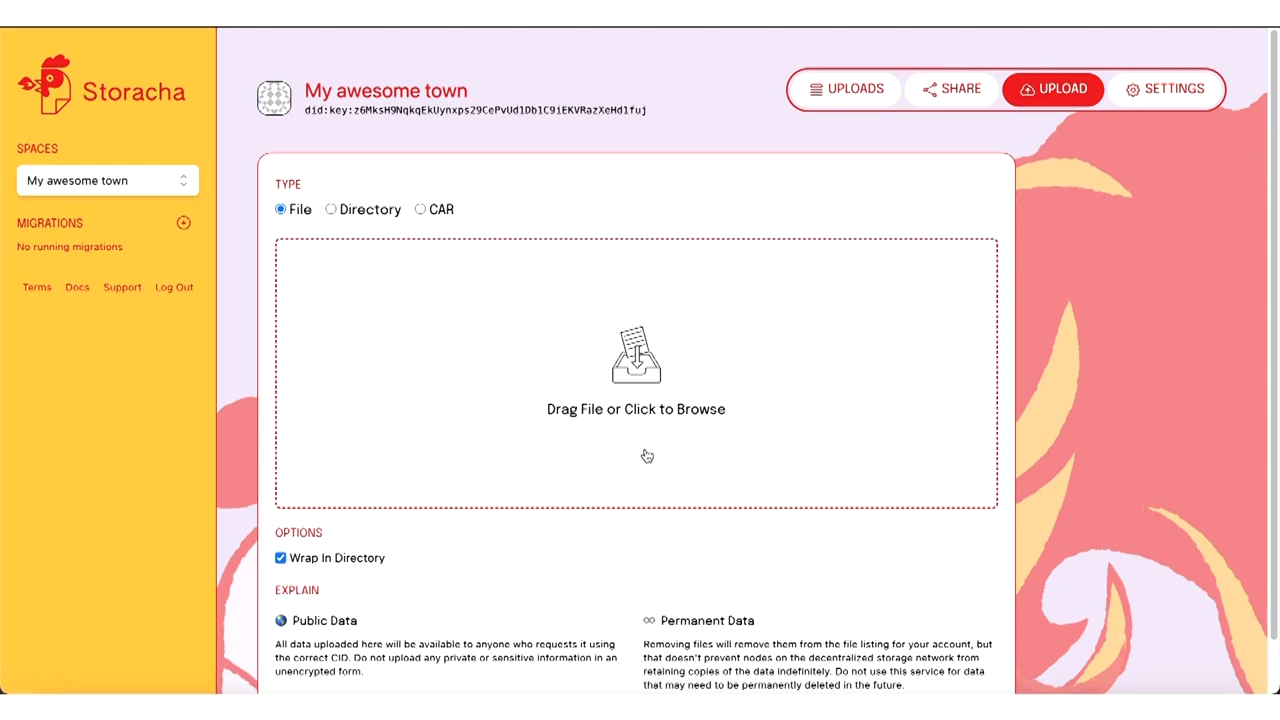 Storacha
SPACES
My awesome town
MIGRATIONS
No running migrations
Terms Docs Support Log Out
My awesome town
did:key:z6MksH9NqkqEkUynxps29CePvUd1Db1C9iEKVRazXeHd1fuj
UPLOADS SHARE UPLOAD SETTINGS
TYPE
File Directory CAR
Drag File or Click to Browse
OPTIONS
Wrap In Directory
EXPLAIN
Public Data
All data uploaded here will be available to anyone who requests it using
the correct CID. Do not upload any private or sensitive information in an
unencrypted form.
Permanent Data
Removing files will remove them from the file listing for your account, but
that doesn't prevent nodes on the decentralized storage network from
retaining copies of the data indefinitely. Do not use this service for data
that may need to be permanently deleted in the future.